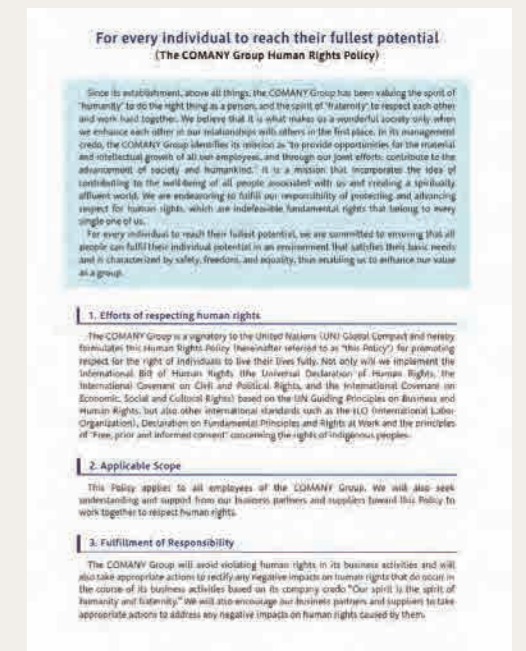 For every individual to reach their fullest potential
(The COMANY Group Human Rights Policy)
Since its establishment, above all things, the COMANY Group has been valuing the spirit of
"humanity" to do the right thing as a person, and the spirit of "fraternity" to respect each other
and work hard together. We believe that it is what makes us a wonderful society only when
we enhance each other in our relationships with others in the first place. In its management
credo, the COMANY Group identifies its mission as "to provide opportunities for the material
and intellectual growth of all our employees, and through our joint efforts, contribute to the
advancement of society and humankind." It is a mission that incorporates the idea of
contributing to the well-being of all people associated with us and creating a spiritually
affluent world. We are endeavoring to fulfill our responsibility of protecting and advancing
respect for human rights, which are indefeasible fundamental rights that belong to every
single one of us.
For every individual to reach their fullest potential, we are committed to ensuring that all
people can fulfil their individual potential in an environment that satisfies their basic needs
and is characterized by safety, freedom, and equality, thus enabling us to enhance our value
as a group.
1. Efforts of respecting human rights
The COMANY Group is a signatory to the United Nations (UN) Global Compact and hereby
formulates this Human Rights Policy (hereinafter referred to as "this Policy") for promoting
respect for the right of individuals to live their lives fully. Not only will we implement the
International Bill of Human Rights (the Universal Declaration of Human Rights, the
International Covenant on Civil and Political Rights, and the International Covenant on
Economic, Social and Cultural Rights) based on the UN Guiding Principles on Business and
Human Rights, but also other international standards such as the ILO (International Labor
Organization), Declaration on Fundamental Principles and Rights at Work and the principles
of "Free, prior and informed consent" concerning the rights of indigenous peoples.
2. Applicable Scope
This Policy applies to all employees of the COMANY Group. We will also seek
understanding and support from our business partners and suppliers toward this Policy to
work together to respect human rights.
3. Fulfillment of Responsibility
The COMANY Group will avoid violating human rights in its business activities and will
also take appropriate actions to rectify any negative impacts on human rights that do occur in
the course of its business activities based on its company credo "Our spirit is the spirit of
humanity and fraternity." We will also encourage our business partners and suppliers to take
appropriate actions to address any negative impacts on human rights caused by them.